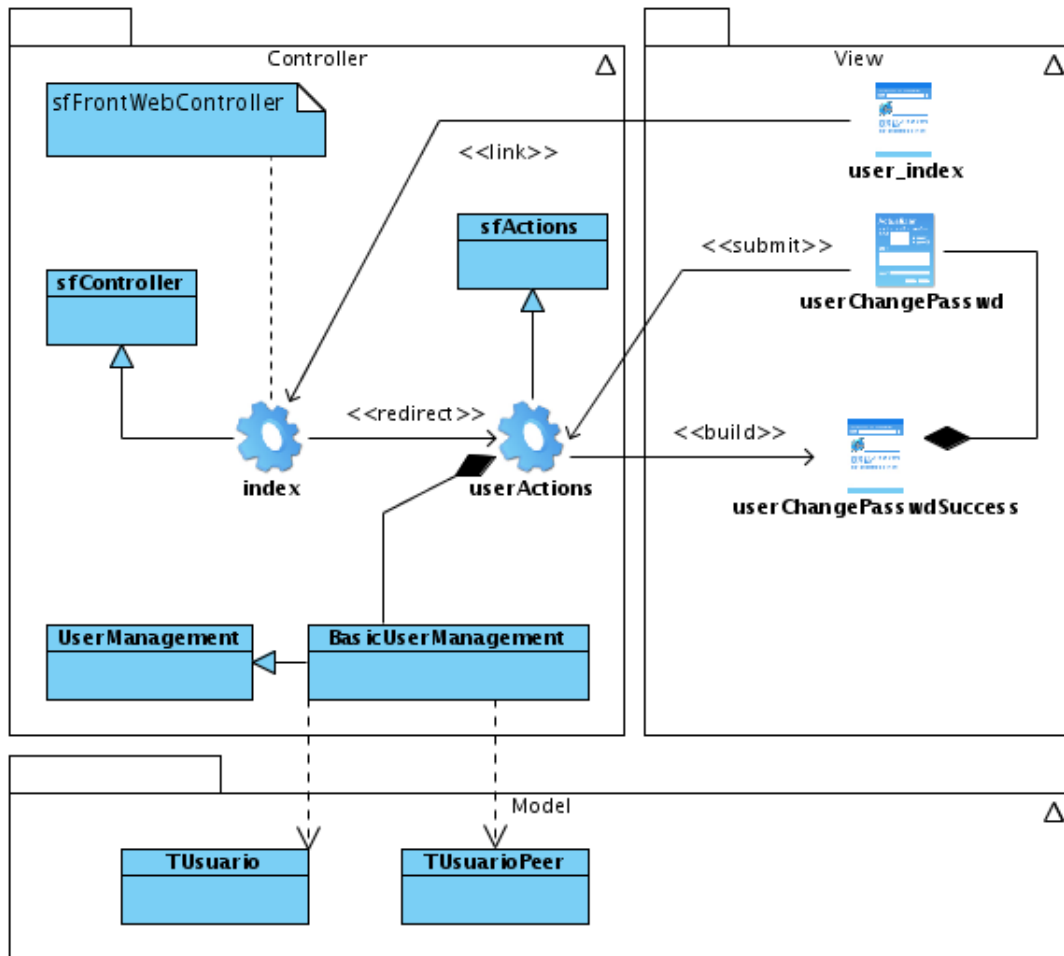 Controller
View
sfFrontWebController
<<link>>
user_index
sfActions
<<submit>>
sfController
userChangePasswd
<<redirect>>
<<build>>
index
userActions
userChangePasswdSuccess
UserManagement
BasicUserManagement
Model
TUsuario
TUsuarioPeer